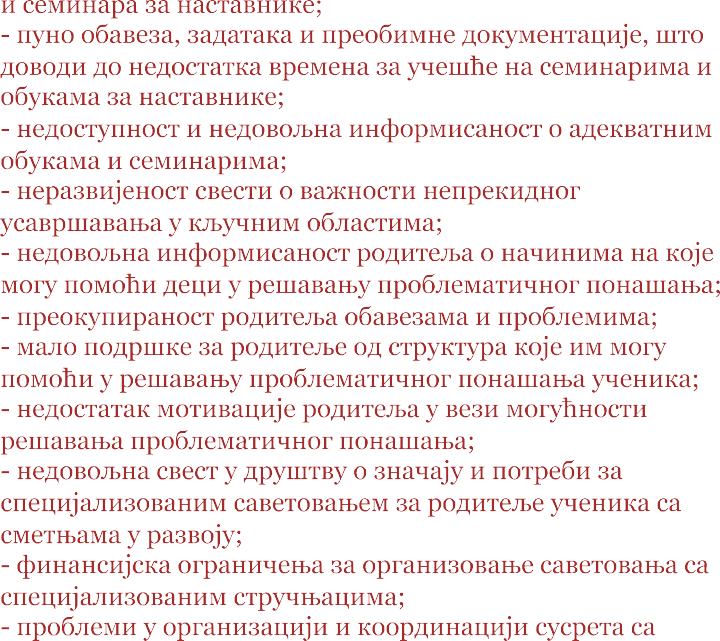 и семинара за наставнике;
- пуно обавеза, задатака и преобимне документације, што
доводи до недостатка времена за учешће на семинарима и
обукама за наставнике;
- недоступност и недовољна информисаност о адекватним
обукама и семинарима;
- неразвијеност свести о важности непрекидног
усавршавања у кључним областима;
- недовољна информисаност родитеља о начинима на које
могу помоћи деци у решавању проблематичног понашања;
- преокупираност родитеља обавезама и проблемима;
- мало подршке за родитеље од структура које им могу
помоћи у решавању проблематичног понашања ученика;
- недостатак мотивације родитеља у вези могућности
решавања проблематичног понашања;
- недовољна свест у друштву о значају и потреби за
специјализованим саветовањем за родитеље ученика са
сметњама у развоју;
- финансијска ограничења за организовање саветовања са
специјализованим стручњацима;
- проблеми у организацији и координацији сусрета са